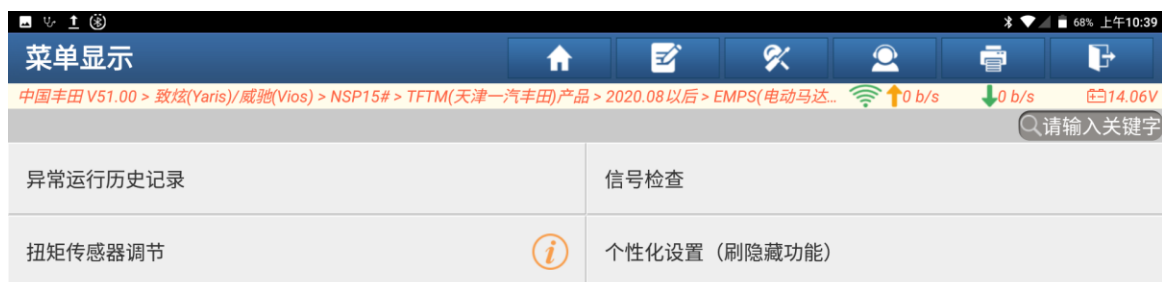 68% 上午10:39
菜单显示
中国丰田 V51.00 > 致炫(Yaris)/威驰(Vios) > NSP15# > TFTM(天津一汽丰田)产品 > 2020.08以后 > EMPS(电动马达... 0 b/s 0 b/s 14.06V
请输入关键字
异常运行历史记录 信号检查
扭矩传感器调节 i 个性化设置（刷隐藏功能）